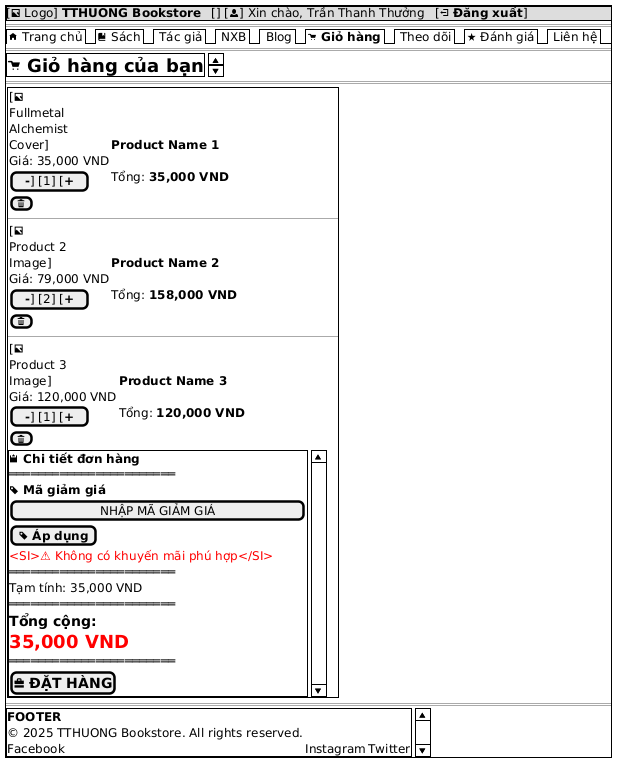 [ Logo] TTHUONG Bookstore [] [ ] Xin chào, Trần Thanh Thưởng [ Đăng xuất]
Trang chủ Sách Tác giả NXB Blog Giỏ hàng Theo dõi ★ Đánh giá Liên hệ
Giỏ hàng của bạn
[
Fullmetal
Alchemist
Cover] Product Name 1
Giá: 35,000 VND
-] [1] [+ Tổng: 35,000 VND
[
Product 2
Image] Product Name 2
Giá: 79,000 VND
-] [2] [+ Tổng: 158,000 VND
[
Product 3
Image] Product Name 3
Giá: 120,000 VND
-] [1] [+ Tổng: 120,000 VND
Chi tiết đơn hàng
Mã giảm giá
NHẬP MÃ GIẢM GIÁ
Áp dụng
<SI>⚠ Không có khuyến mãi phú hợp</SI>
Tạm tính: 35,000 VND
Tổng cộng:
35,000 VND
ĐẶT HÀNG
FOOTER
© 2025 TTHUONG Bookstore. All rights reserved.
Facebook Instagram Twitter